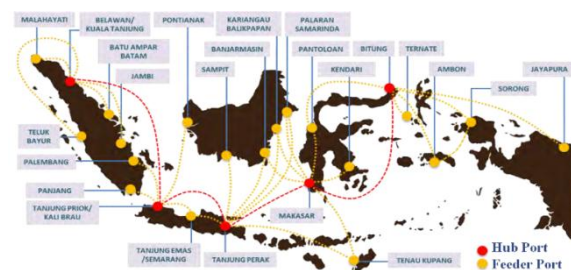 MALAHAYATI
BELAWAN/
KUALA TANJUNG
BATU AMPAR
BATAM
JAMBI
PONTIANAK
SAMPIT
KARIANGAU
BALIKPAPAN
BANJARMASIN
PALARAN
SAMARINDA
PANTOLOAN
KENDARI
BITUNG
TERNATE
AMBON
SORONG
JAYAPURA
TELUK
BAYUR
PALEMBANG
PANJANG
TANJUNG PRIOK/
KALI BRAU
TANJUNG EMAS
/SEMARANG
TANJUNG PERAK
MAKASAR
TENAU KUPANG
Hub Port
Feeder Port